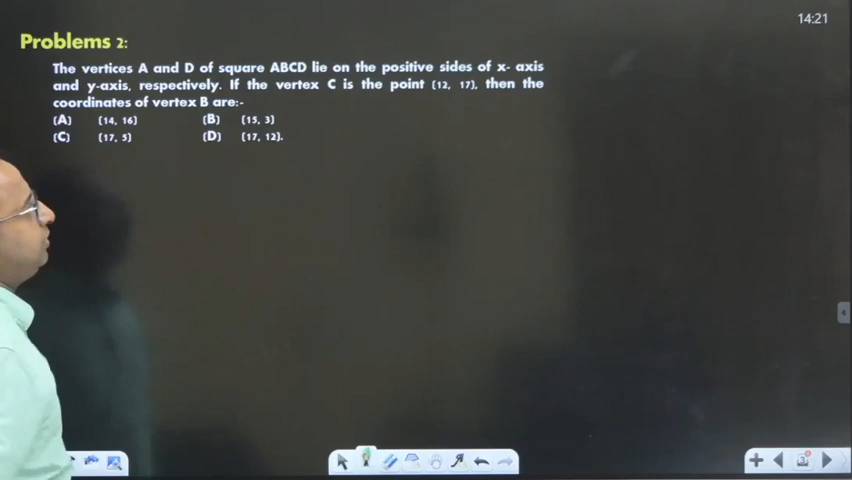 14:21
Problems 2:
The vertices A and D of square ABCD lie on the positive sides of x- axis
and y-axis, respectively. If the vertex C is the point (12, 17), then the
coordinates of vertex B are:-
(A) (14, 16) (B) (15, 3)
(C) (17, 5) (D) (17, 12).
3